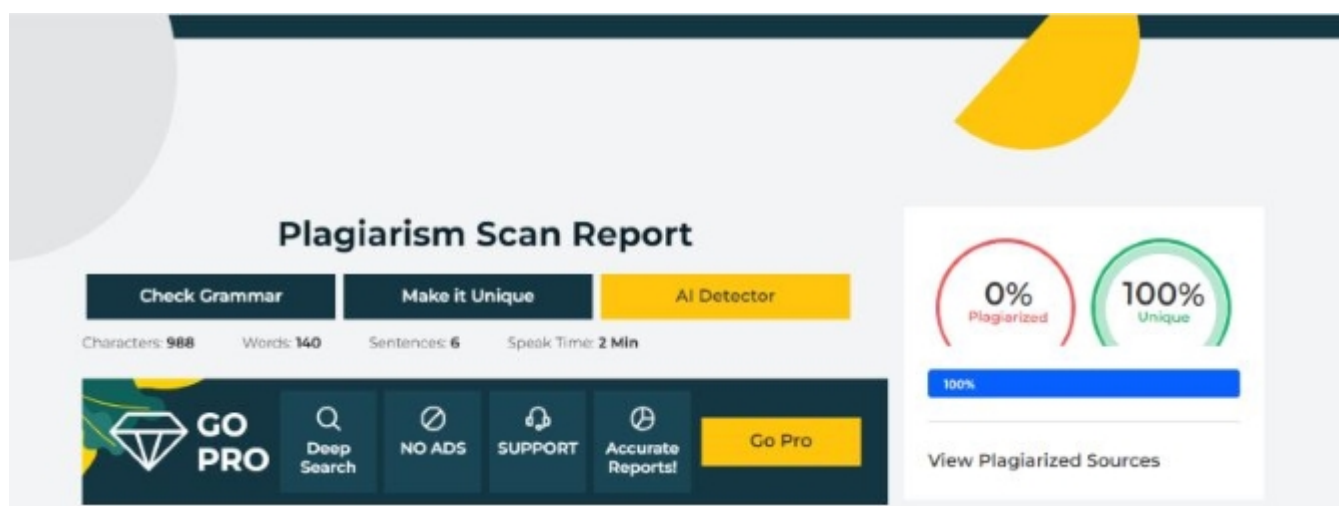 Plagiarism Scan Report
Check Grammar Make it Unique AI Detector
Characters: 988 Words: 140 Sentences: 6 Speak Time: 2 Min
GO PRO
Deep Search
NO ADS
SUPPORT
Accurate Reports!
Go Pro
0%
Plagiarized
100%
Unique
100%
View Plagiarized Sources